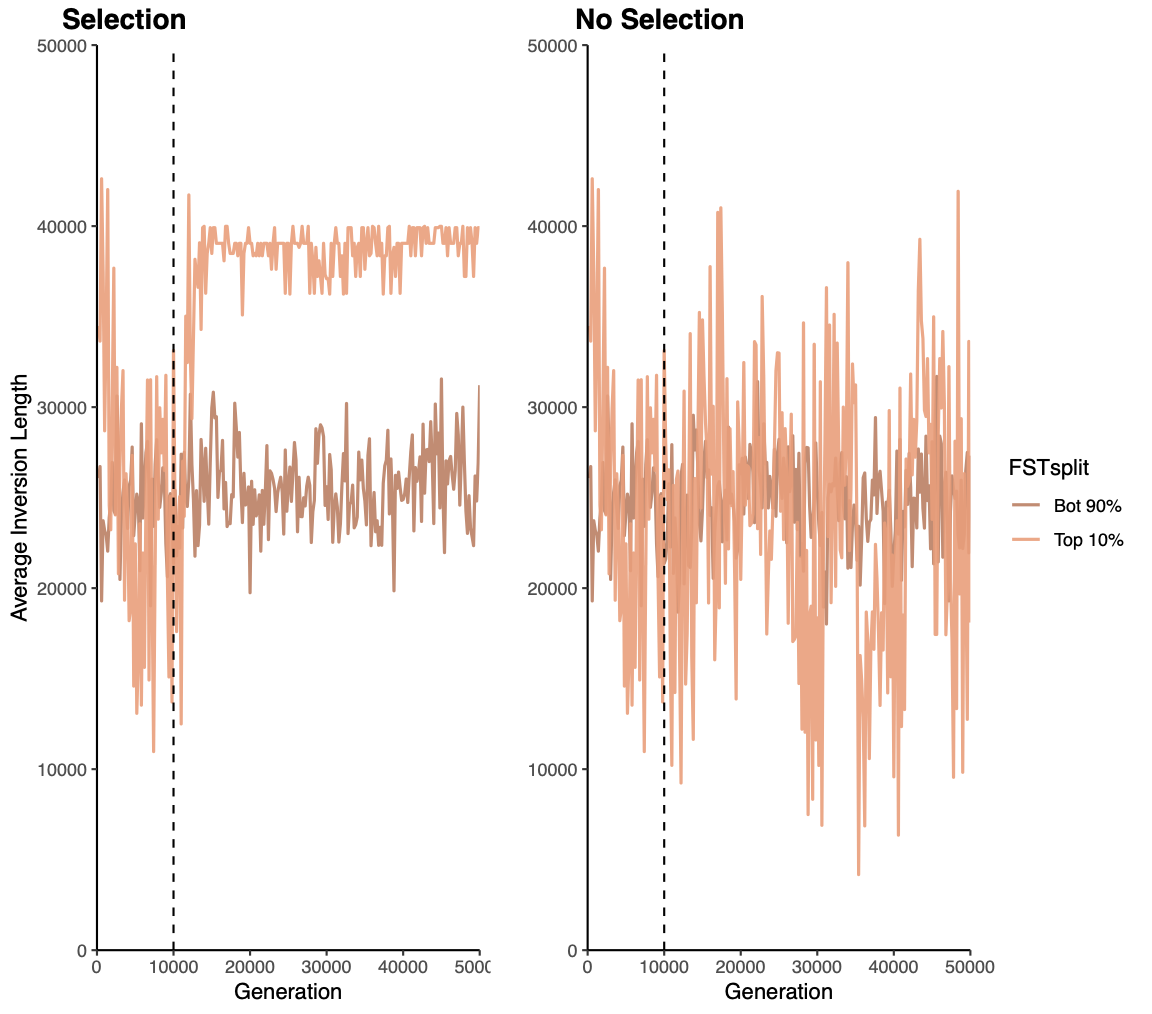 Selection
No Selection
50000
40000
30000
20000
10000
0
0 10000 20000 30000 40000 5000
Generation
Average Inversion Length
50000
40000
30000
20000
10000
0
0 10000 20000 30000 40000 50000
Generation
FSTsplit
Bot 90%
Top 10%